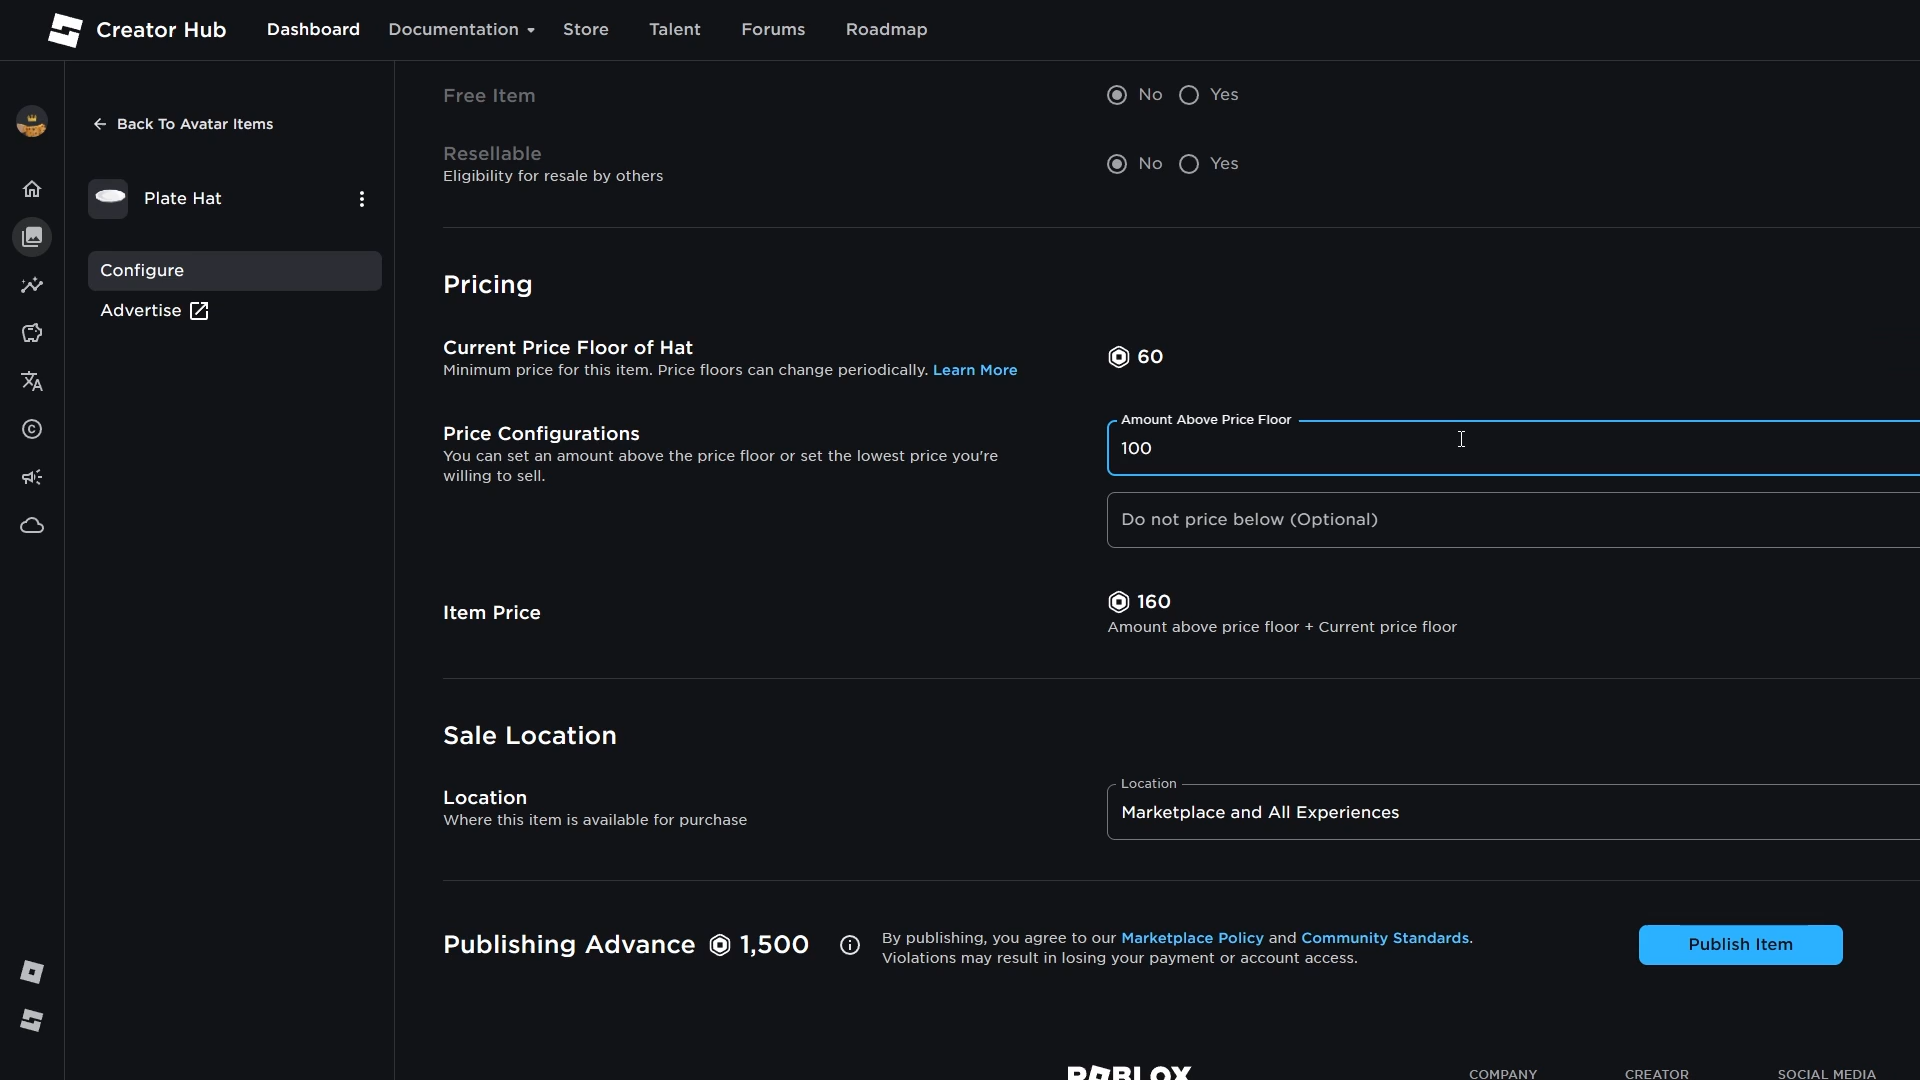 Creator Hub
Dashboard
Documentation
Store
Talent
Forums
Roadmap
Back To Avatar Items
Plate Hat
Configure
Advertise
Free Item
No
Yes
Resellable
Eligibility for resale by others
No
Yes
Pricing
Current Price Floor of Hat
Minimum price for this item. Price floors can change periodically. Learn More
60
Price Configurations
You can set an amount above the price floor or set the lowest price you're
willing to sell.
Amount Above Price Floor
100
Do not price below (Optional)
Item Price
160
Amount above price floor + Current price floor
Sale Location
Location
Where this item is available for purchase
Location
Marketplace and All Experiences
Publishing Advance 1,500
By publishing, you agree to our Marketplace Policy and Community Standards.
Violations may result in losing your payment or account access.
Publish Item
ROBLOX
COMPANY
CREATOR
SOCIAL MEDIA